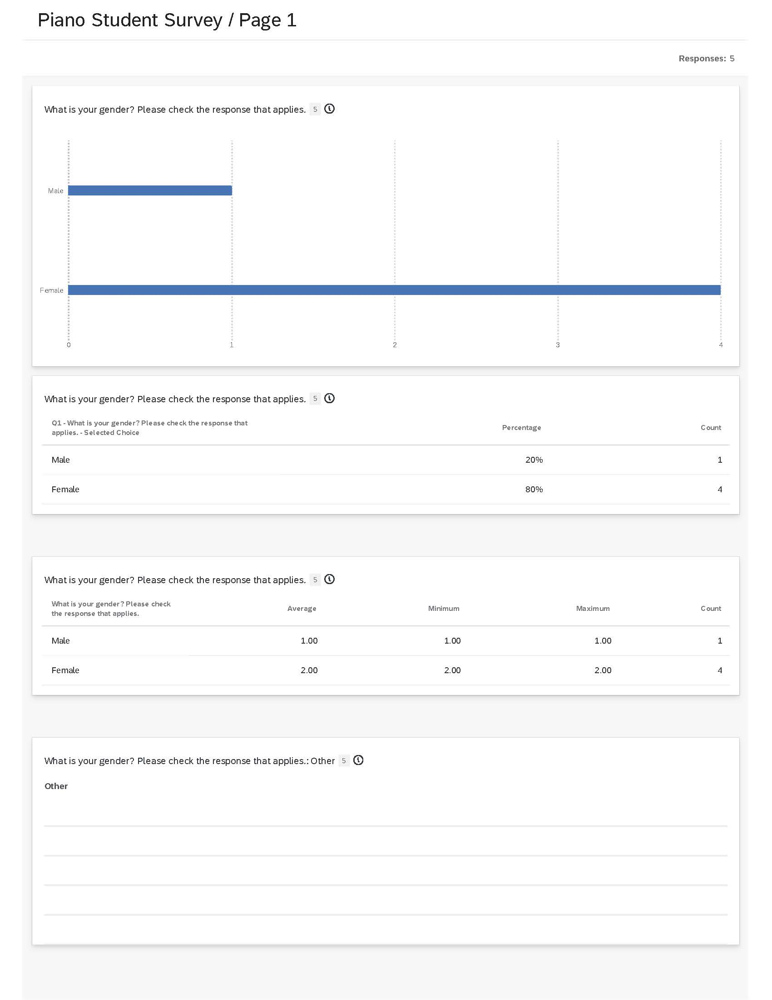 Piano Student Survey / Page 1
Responses: 5
What is your gender? Please check the response that applies. 5
Male
Female
0 1 2 3 4
What is your gender? Please check the response that applies. 5
Q1 - What is your gender? Please check the response that
applies. - Selected Choice Percentage Count
Male 20% 1
Female 80% 4
What is your gender? Please check the response that applies. 5
What is your gender? Please check
the response that applies. Average Minimum Maximum Count
Male 1.00 1.00 1.00 1
Female 2.00 2.00 2.00 4
What is your gender? Please check the response that applies.: Other 5
Other